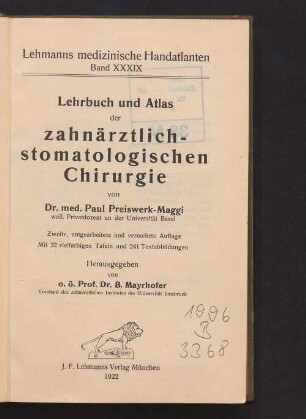 Lehmanns medizinische Handatlanten
Band XXXIX
Lehrbuch und Atlas
der
zahnärztlich-
stomatologischen
Chirurgie
von
Dr. med. Paul Preiswerk-Maggi
weil. Privatdozent an der Universität Basel
Zweite, umgearbeitete und vermehrte Auflage
Mit 32 vielfarbigen Tafeln und 241 Textabbildungen
Herausgegeben
von
o. ö. Prof. Dr. B. Mayrhofer
Vorstand des zahnärztlichen Institutes der Universität Innsbruck
1996
B
3368
J. F. Lehmanns Verlag München
1922